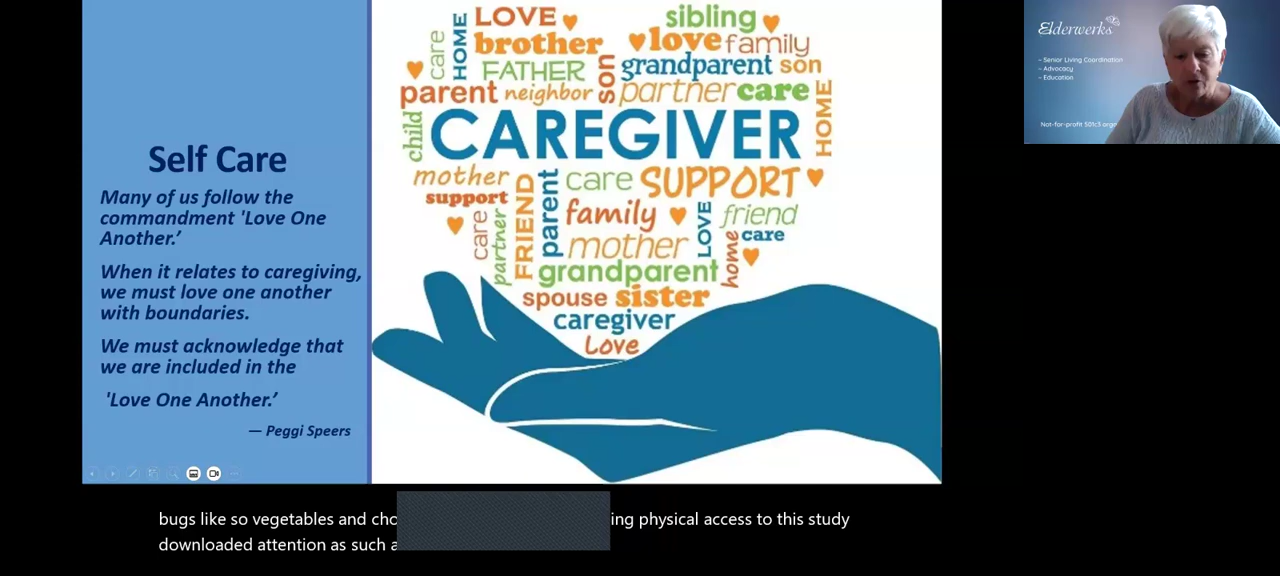 Self Care
Many of us follow the
commandment 'Love One
Another.’
When it relates to caregiving,
we must love one another
with boundaries.
We must acknowledge that
we are included in the
'Love One Another.’
— Peggi Speers
LOVE
sibling
care
HOME
brother
love family
FATHER
son
grandparent son
parent neighbor
partner care
child
CAREGIVER
HOME
mother
care
SUPPORT
support
FRIEND
parent
family
LOVE
friend
care
partner
mother
home
care
grandparent
spouse sister
caregiver
Love
Elderwerks
~ Senior Living Coordination
~ Advocacy
~ Education
Not-for-profit 501c3
bugs like so vegetables and cho ing physical access to this study
downloaded attention as such a